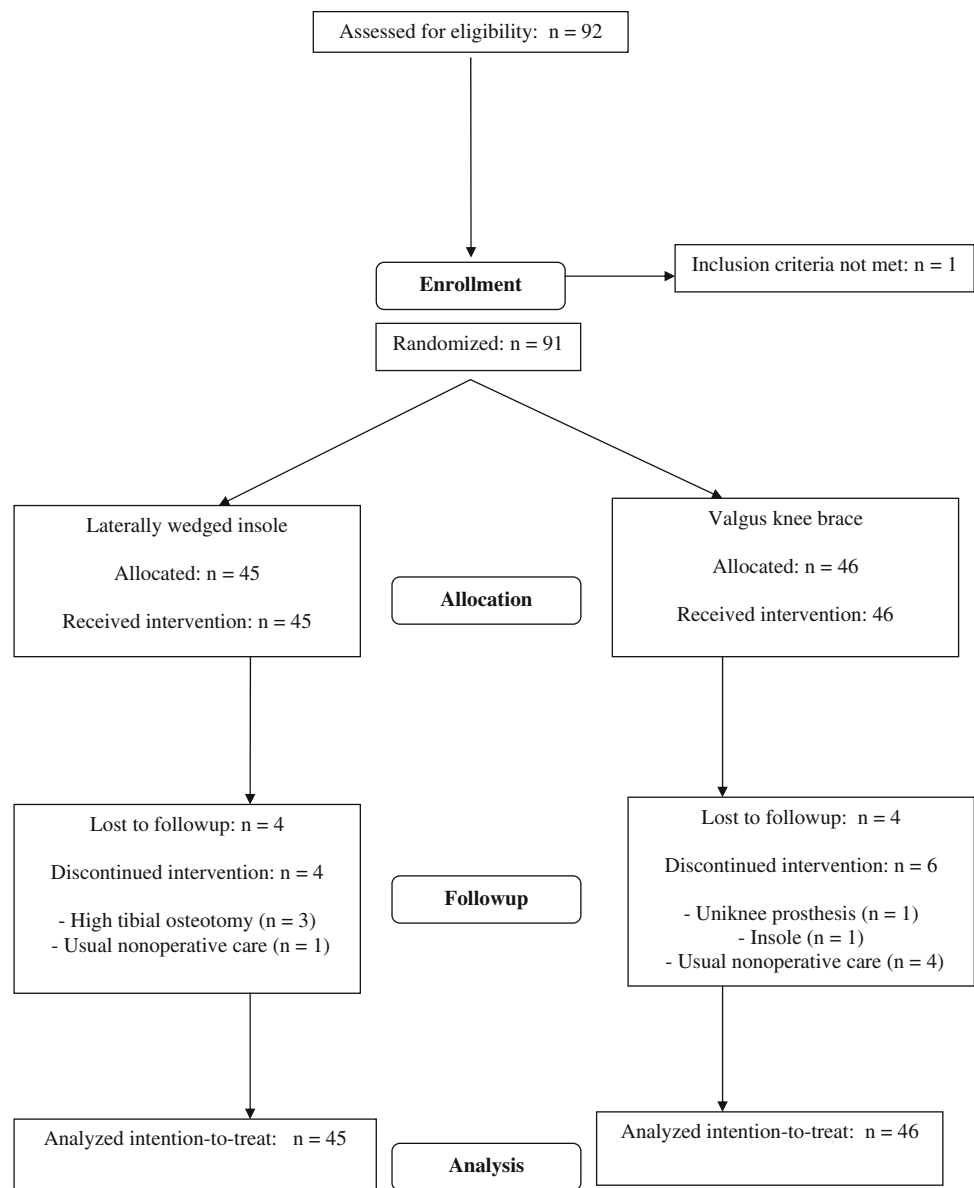 Assessed for eligibility: n = 92
Enrollment
Inclusion criteria not met: n = 1
Randomized: n = 91
Laterally wedged insole
Allocated: n = 45
Received intervention: n = 45
Allocation
Valgus knee brace
Allocated: n = 46
Received intervention: 46
Lost to followup: n = 4
Discontinued intervention: n = 4
- High tibial osteotomy (n = 3)
- Usual nonoperative care (n = 1)
Followup
Lost to followup: n = 4
Discontinued intervention: n = 6
- Uniknee prosthesis (n = 1)
- Insole (n = 1)
- Usual nonoperative care (n = 4)
Analyzed intention-to-treat: n = 45
Analysis
Analyzed intention-to-treat: n = 46